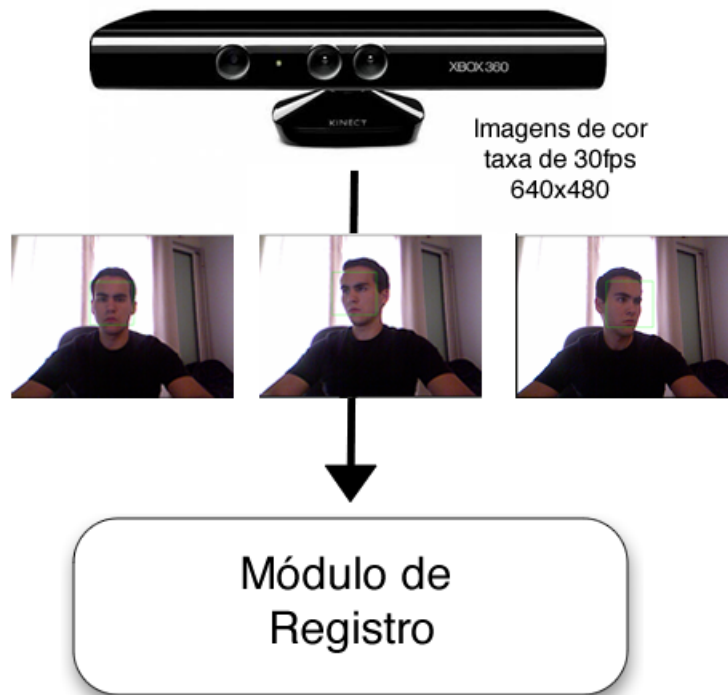 XBOX 360
KINECT
Imagens de cor
taxa de 30fps
640x480
Módulo de
Registro